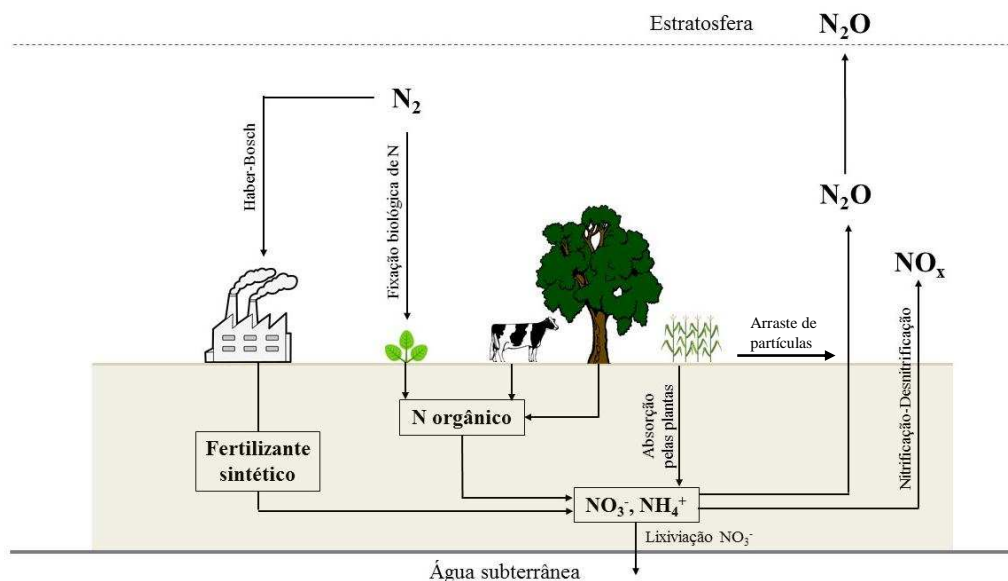 Estratosfera
N₂O
N₂
Haber-Bosch
Fixação biológica de N
N₂O
NOₓ
Arraste de
partículas
Nitrificação-Desnitrificação
N orgânico
Absorção
pelas plantas
Fertilizante
sintético
NO₃⁻, NH₄⁺
Lixiviação NO₃⁻
Água subterrânea